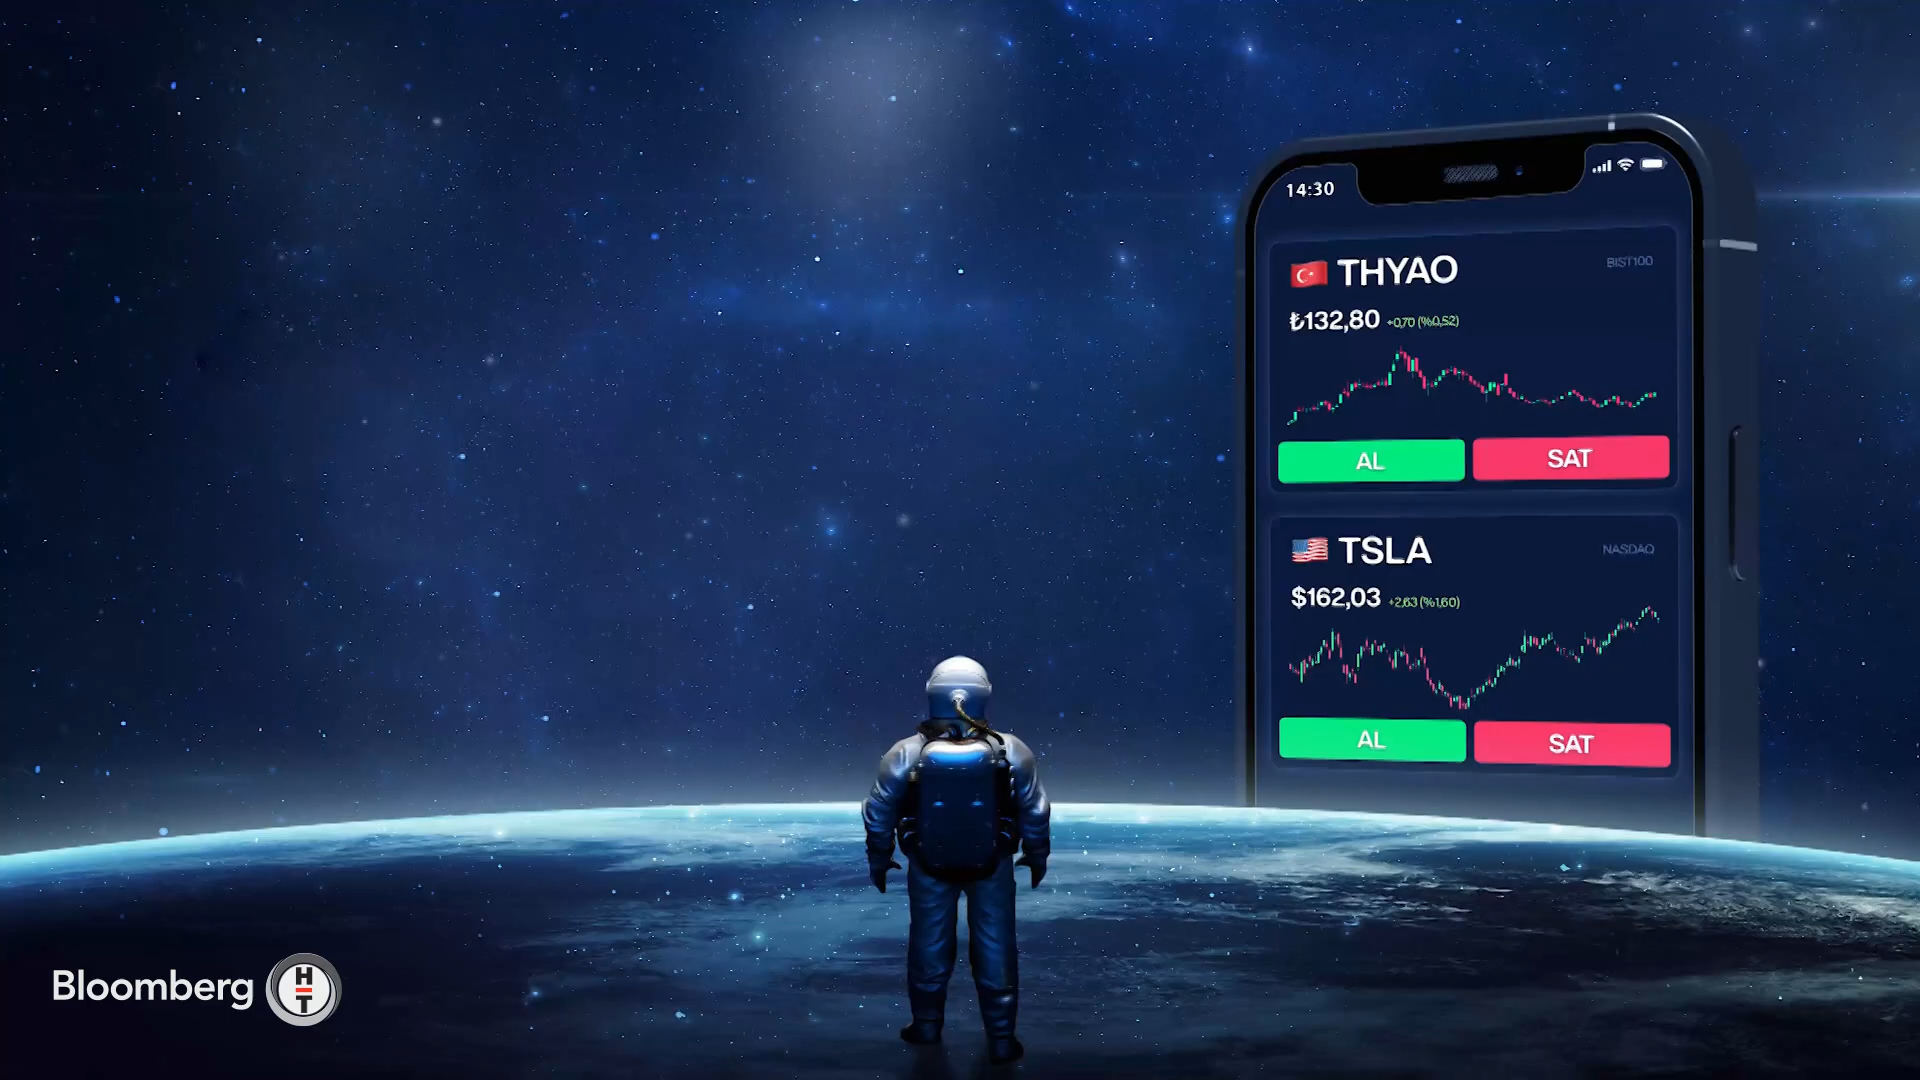 14:30
THYAO
BIST100
₺132,80 +0,70 (%0,52)
AL
SAT
TSLA
NASDAQ
$162,03 +2,63 (%1,60)
AL
SAT
Bloomberg HT